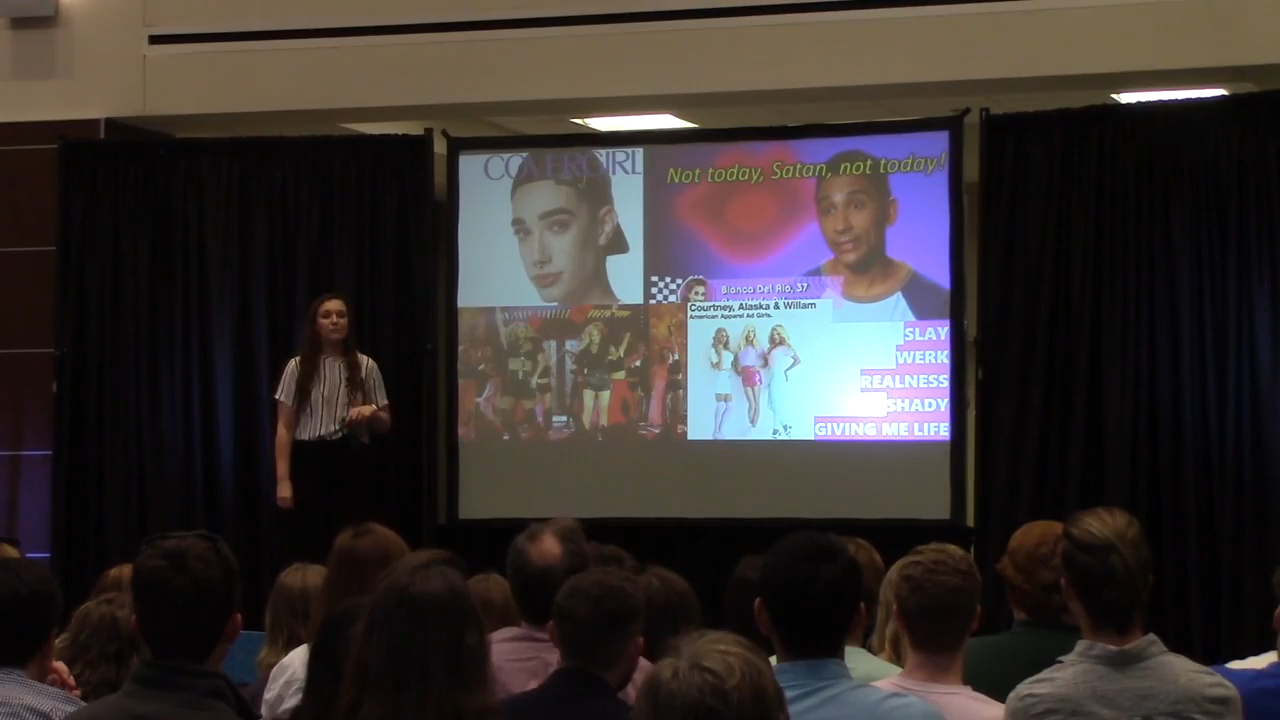 COVERGIRL
Not today, Satan, not today!
Bianca Del Rio, 37
Courtney, Alaska & Willam
American Apparel Ad Girls.
SLAY
WERK
REALNESS
SHADY
GIVING ME LIFE